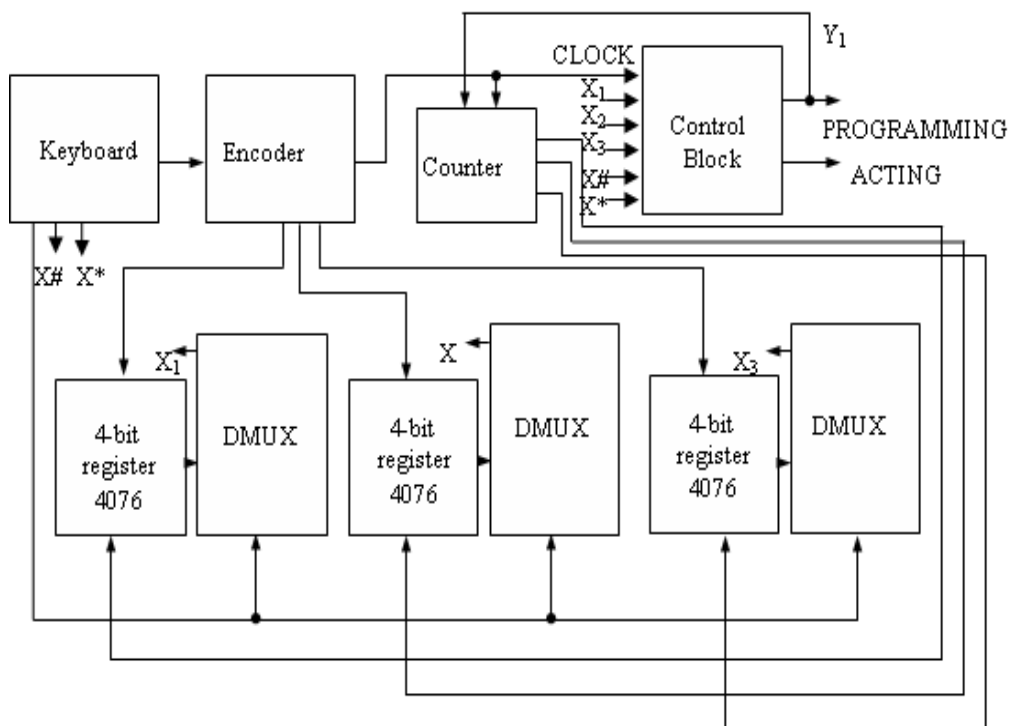 Y₁
CLOCK
Keyboard
Encoder
Counter
X₁
X₂
X₃
X#
X*
Control
Block
PROGRAMMING
ACTING
X# X*
X₁
4-bit
register
4076
DMUX
X
4-bit
register
4076
DMUX
X₃
4-bit
register
4076
DMUX